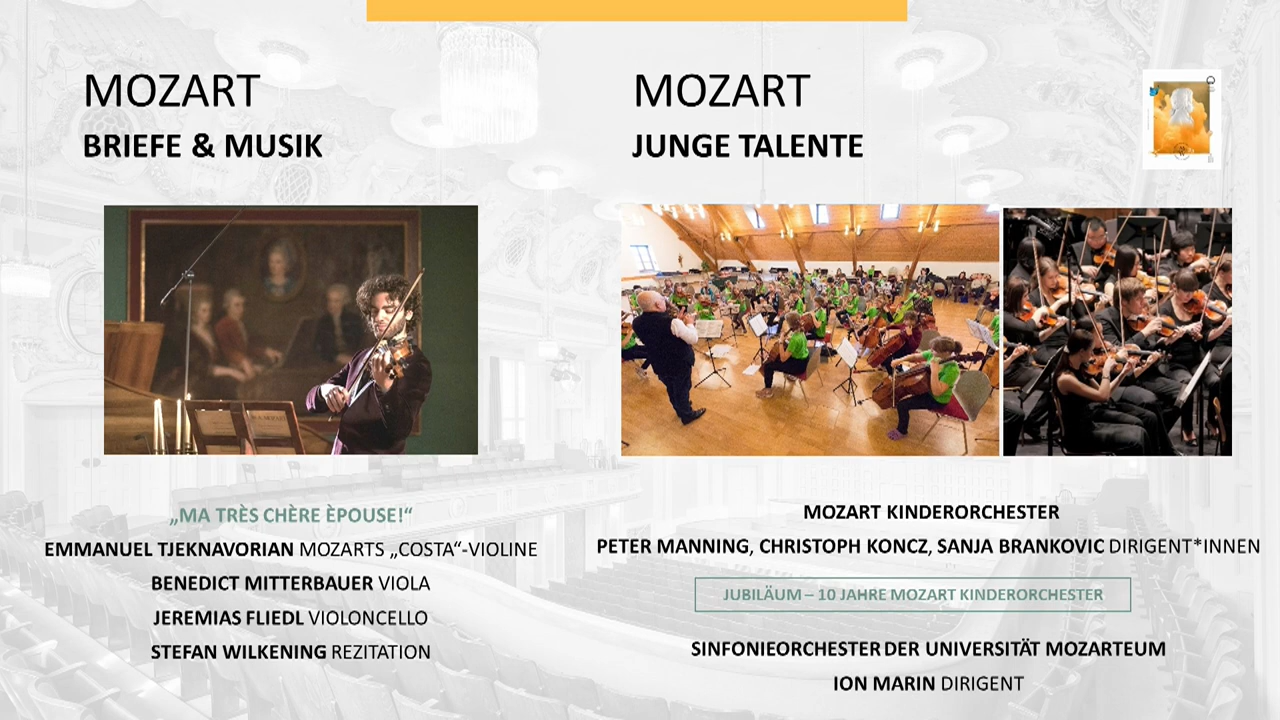 MOZART
BRIEFE & MUSIK
„MA TRÈS CHÈRE ÈPOUSE!“
EMMANUEL TJEKNAVORIAN MOZARTS „COSTA“-VIOLINE
BENEDICT MITTERBAUER VIOLA
JEREMIAS FLIEDL VIOLONCELLO
STEFAN WILKENING REZITATION
MOZART
JUNGE TALENTE
MOZART KINDERORCHESTER
PETER MANNING, CHRISTOPH KONCZ, SANJA BRANKOVIC DIRIGENT*INNEN
JUBILÄUM – 10 JAHRE MOZART KINDERORCHESTER
SINFONIEORCHESTER DER UNIVERSITÄT MOZARTEUM
ION MARIN DIRIGENT